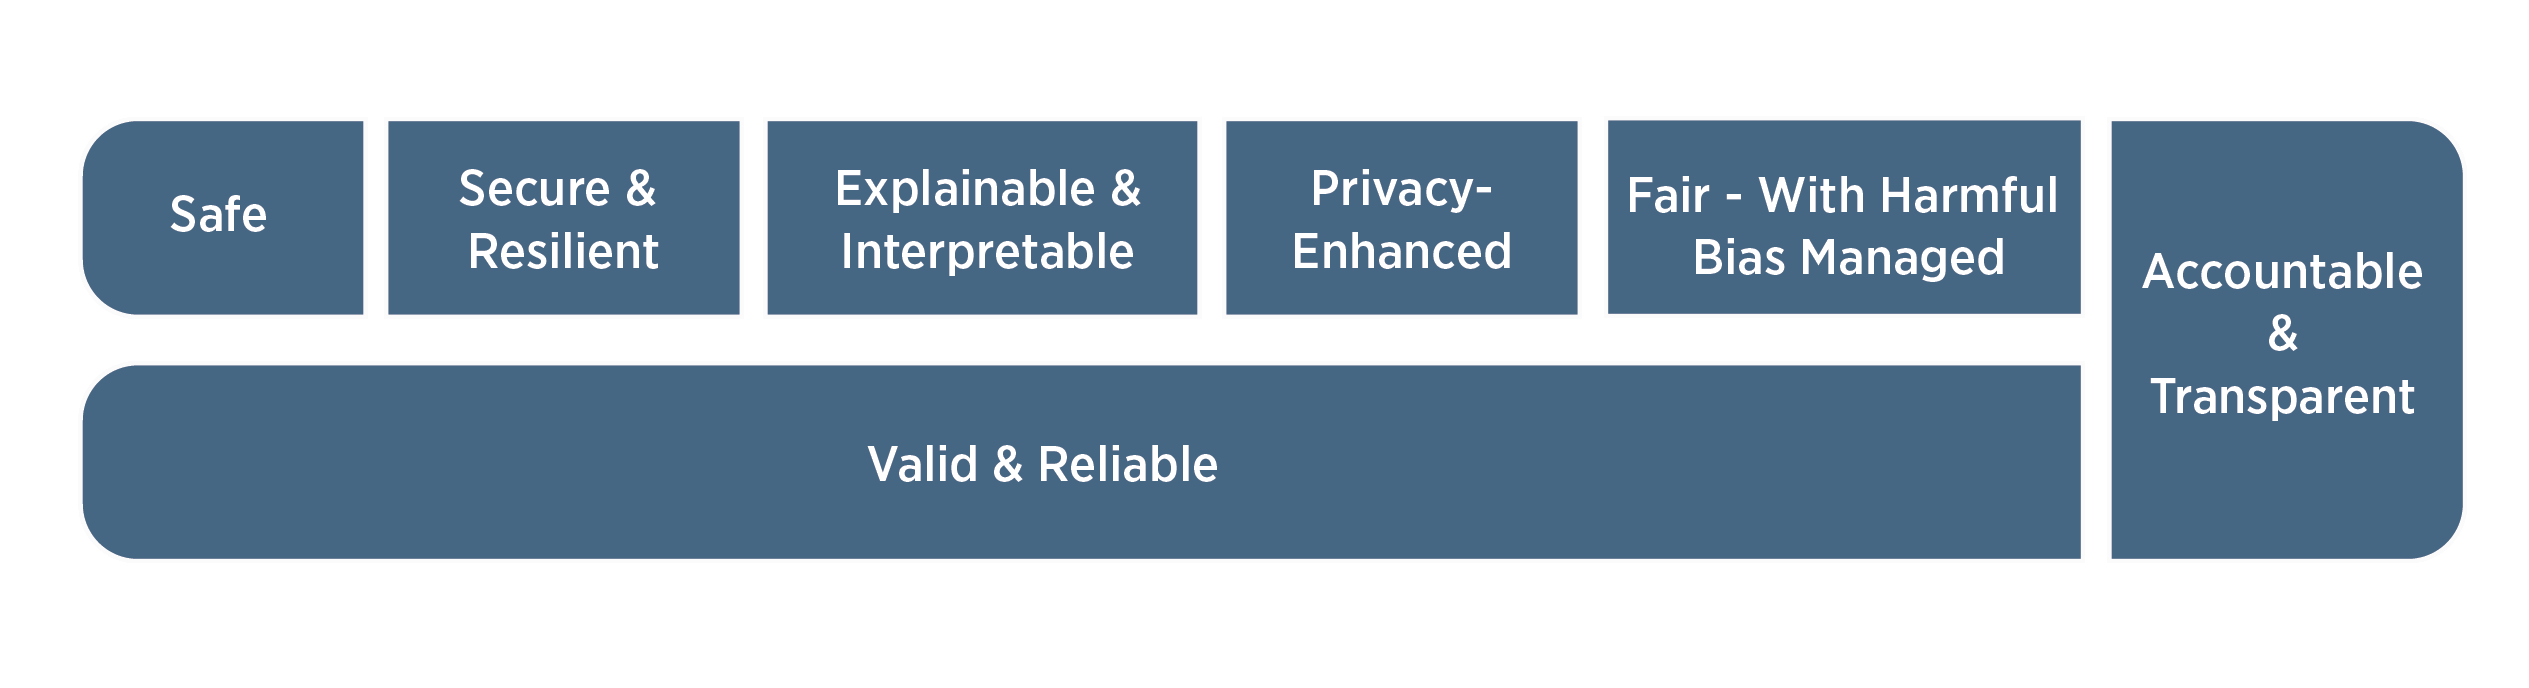 Safe
Secure &
Resilient
Explainable &
Interpretable
Privacy-
Enhanced
Fair - With Harmful
Bias Managed
Accountable
&
Transparent
Valid & Reliable